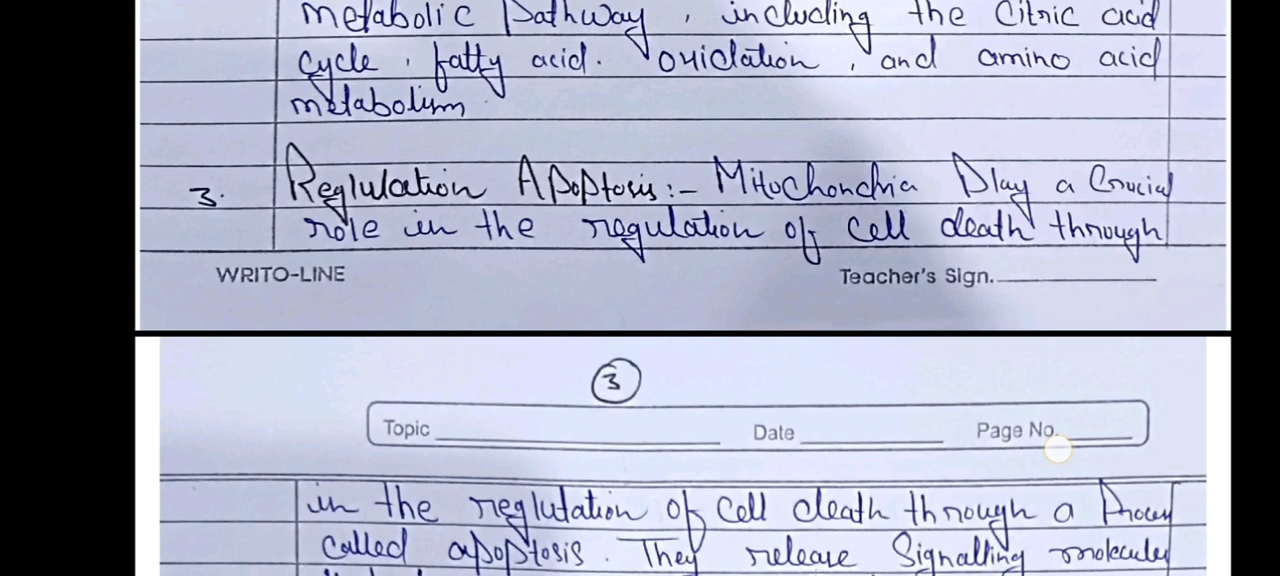 metabolic Pathway, including the Citric acid
cycle, fatty acid. oxidation, and amino acid
metabolism.
3. Reglulation Apoptosis:- Mitochondria Play a Crucial
role in the regulation of cell death through
WRITO-LINE Teacher's Sign.
3
Topic Date Page No.
in the reglutation of cell death through a Process
called apoptosis. They release Signalling molecules